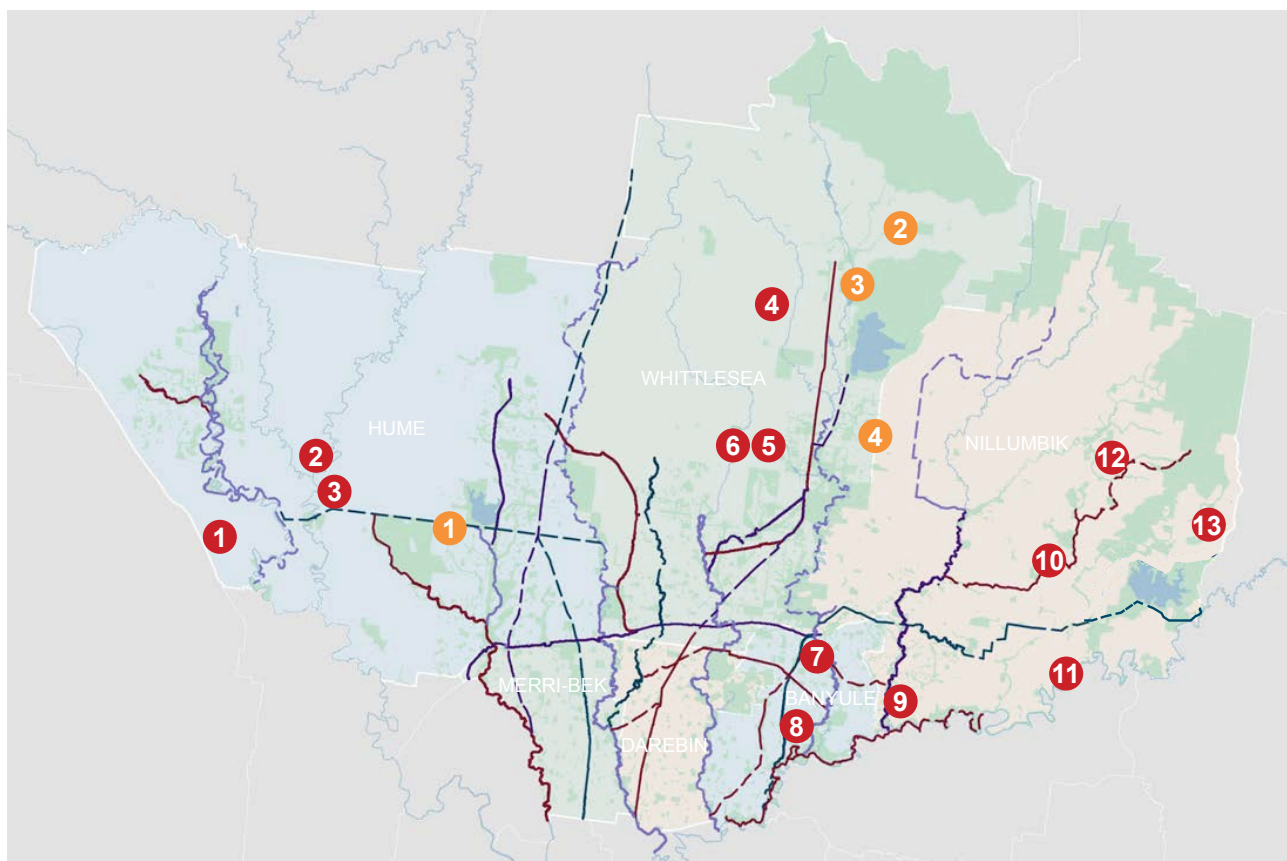 2
3
4
WHITTLESEA
HUME
6 5
4
NILLUMBIK
12
2
3
1
1
13
10
7
11
MERRI-BEK
BANYULE
9
8
DAREBIN